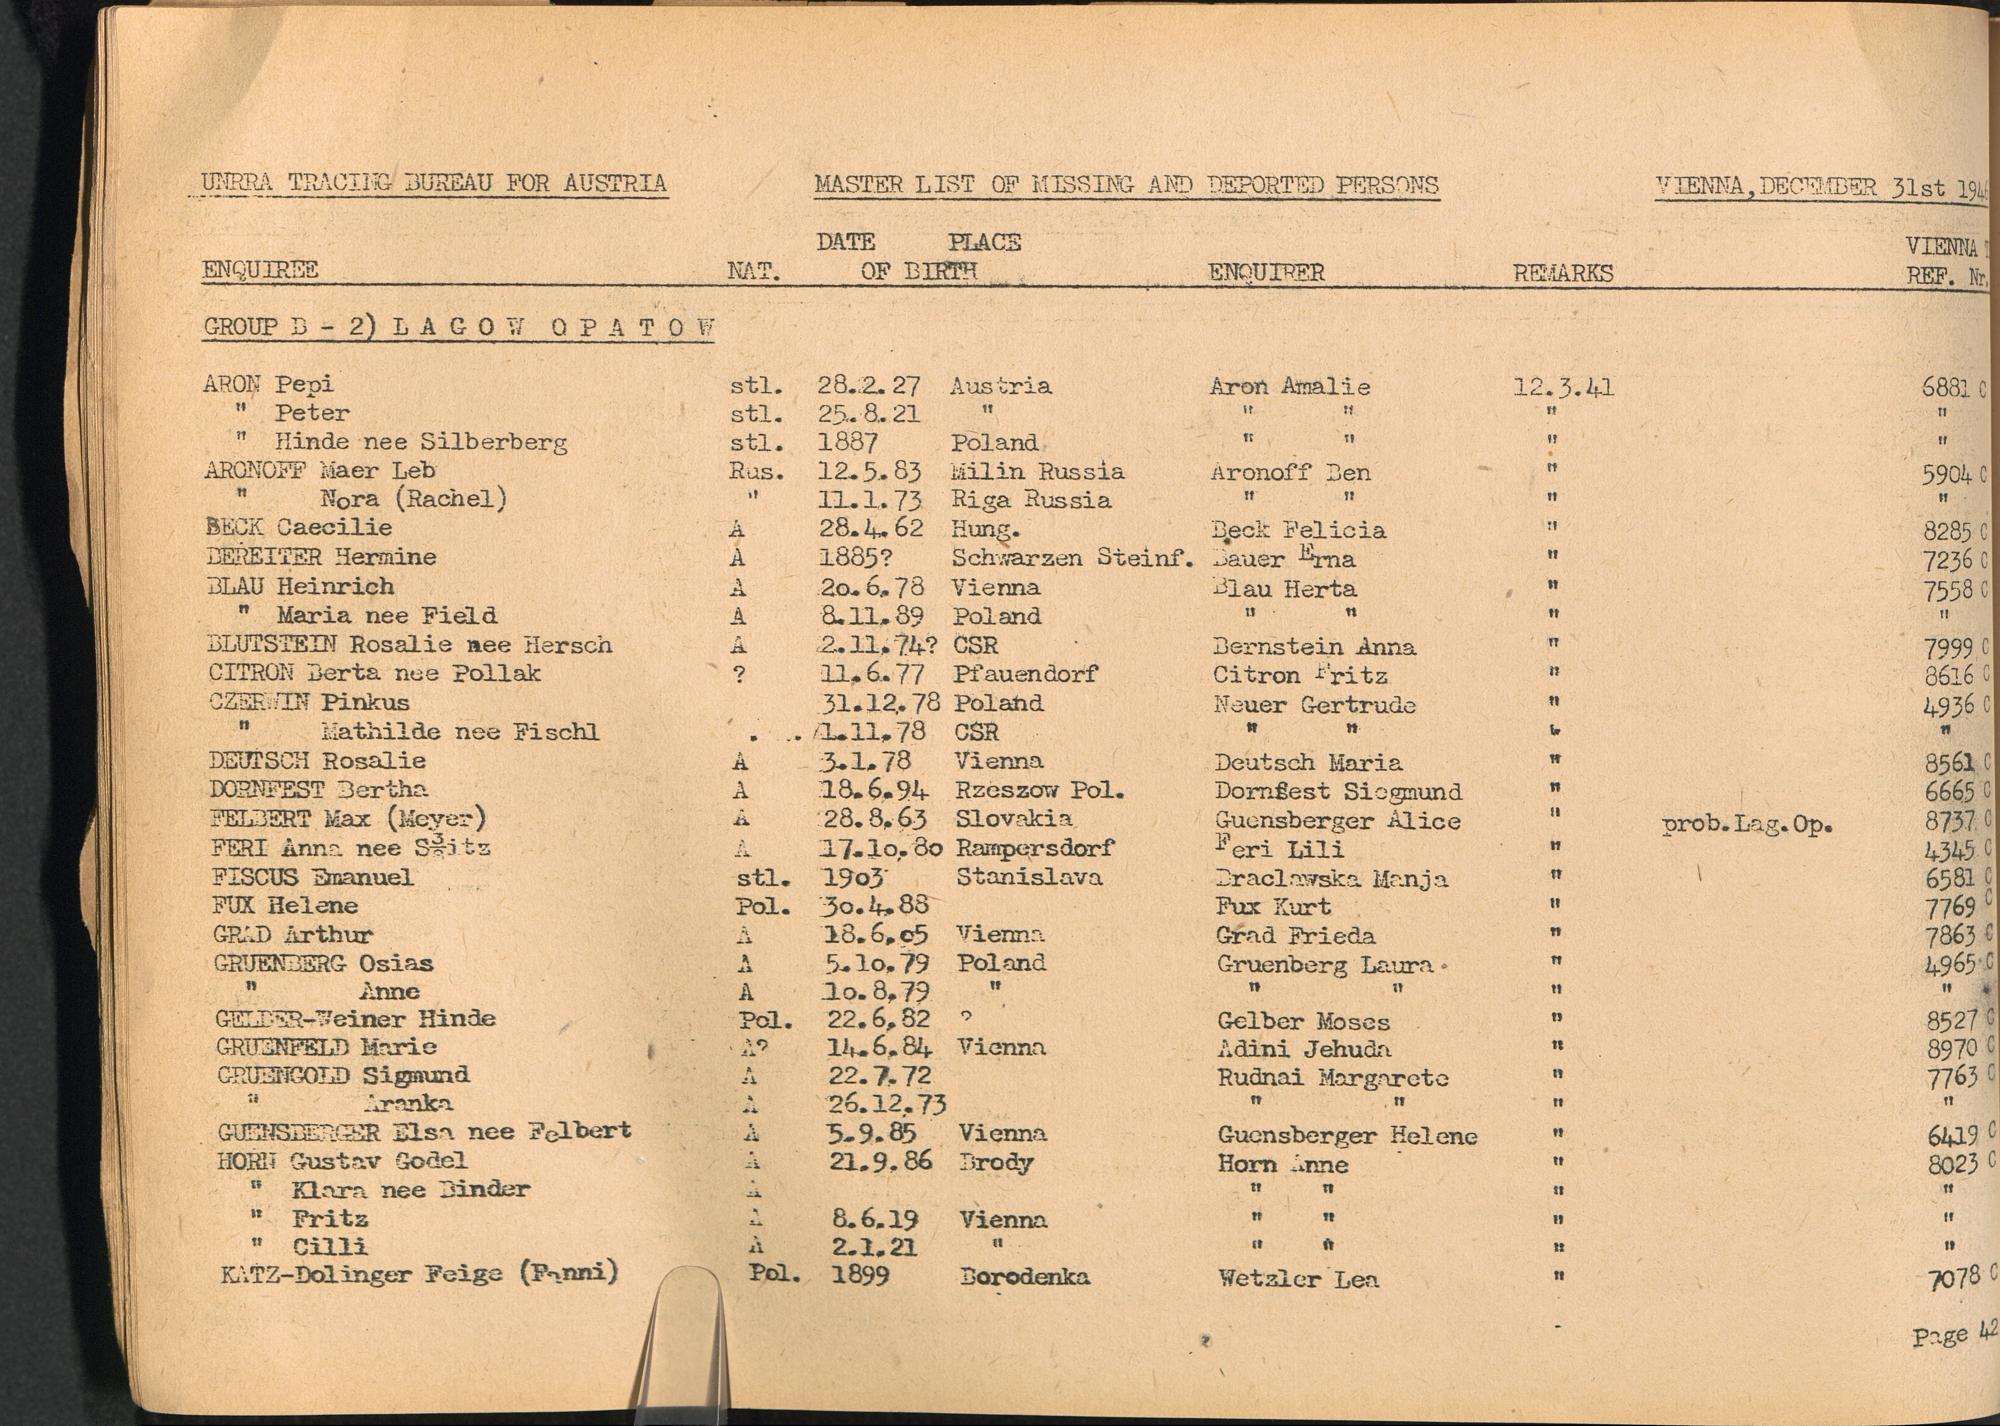 UNRRA TRACING BUREAU FOR AUSTRIA MASTER LIST OF MISSING AND DEPORTED PERSONS VIENNA, DECEMBER 31st 1946
DATE PLACE VIENNA
ENQUIREE NAT. OF BIRTH ENQUIRER REMARKS REF. Nr.
GROUP B - 2) L A G O W O P A T O W
ARON Pepi stl. 28.2.27 Austria Aron Amalie 12.3.41 6881 C
" Peter stl. 25.8.21 " " " " "
" Hinde nee Silberberg stl. 1887 Poland " " " "
ARONOFF Maer Leb Rus. 12.5.83 Milin Russia Aronoff Ben " 5904 C
" Nora (Rachel) " 11.1.73 Riga Russia " " " "
BECK Caecilie A 28.4.62 Hung. Beck Felicia " 8285 C
BEREITER Hermine A 1885? Schwarzen Steinf. Bauer Erna " 7236 C
BLAU Heinrich A 20.6.78 Vienna Blau Herta " 7558 C
" Maria nee Field A 8.11.89 Poland " " " "
BLUTSTEIN Rosalie nee Hersch A 2.11.74? CSR Bernstein Anna " 7999 C
CITRON Berta nee Pollak ? 11.6.77 Pfauendorf Citron Fritz " 8616 C
CZERWIN Pinkus 31.12.78 Poland Neuer Gertrude " 4936 C
" Mathilde nee Fischl 1.11.78 CSR " " " "
DEUTSCH Rosalie A 3.1.78 Vienna Deutsch Maria " 8561 C
DORNFEST Bertha A 18.6.94 Rzeszow Pol. Dornfest Siegmund " 6665 C
FELBERT Max (Meyer) A 28.8.63 Slovakia Guensberger Alice " prob.Lag.Op. 8737 C
FERI Anna nee Sitz A 17.10.80 Rampersdorf Feri Lili " 4345 C
FISCUS Emanuel stl. 1903 Stanislava Braclawska Manja " 6581 C
FUX Helene Pol. 30.4.88 Fux Kurt " 7769 C
GRAD Arthur A 18.6.05 Vienna Grad Frieda " 7863 C
GRUENBERG Osias A 5.10.79 Poland Gruenberg Laura " 4965 C
" Anne A 10.8.79 " " " " "
GELBER-Weiner Hinde Pol. 22.6.82 ? Gelber Moses " 8527 C
GRUENFELD Marie A? 14.6.84 Vienna Adini Jehuda " 8970 C
GRUENGOLD Sigmund A 22.7.72 Rudnai Margarete " 7763 C
" Aranka A 26.12.73 " " " "
GUENSBERGER Elsa nee Felbert A 5.9.85 Vienna Guensberger Helene " 6419 C
HORN Gustav Godel A 21.9.86 Brody Horn Anne " 8023 C
" Klara nee Binder A " " " "
" Fritz A 8.6.19 Vienna " " " "
" Cilli A 2.1.21 " " " " "
KATZ-Dolinger Feige (Fanni) Pol. 1899 Borodenka Wetzler Lea " 7078 C
Page 42